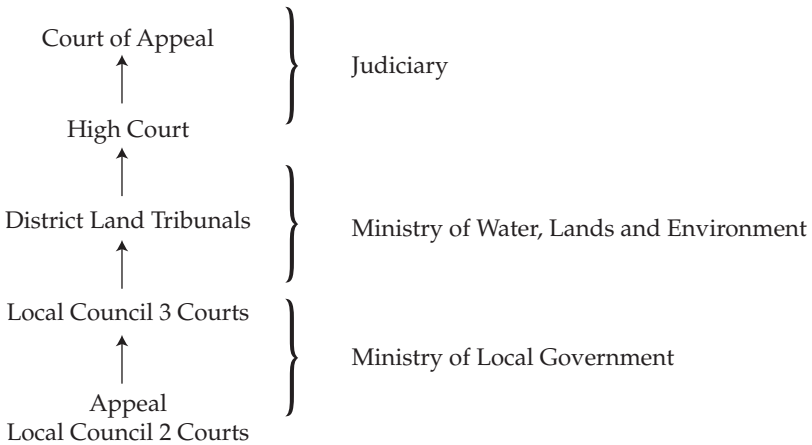 Court of Appeal
Judiciary
High Court
District Land Tribunals
Ministry of Water, Lands and Environment
Local Council 3 Courts
Ministry of Local Government
Appeal
Local Council 2 Courts